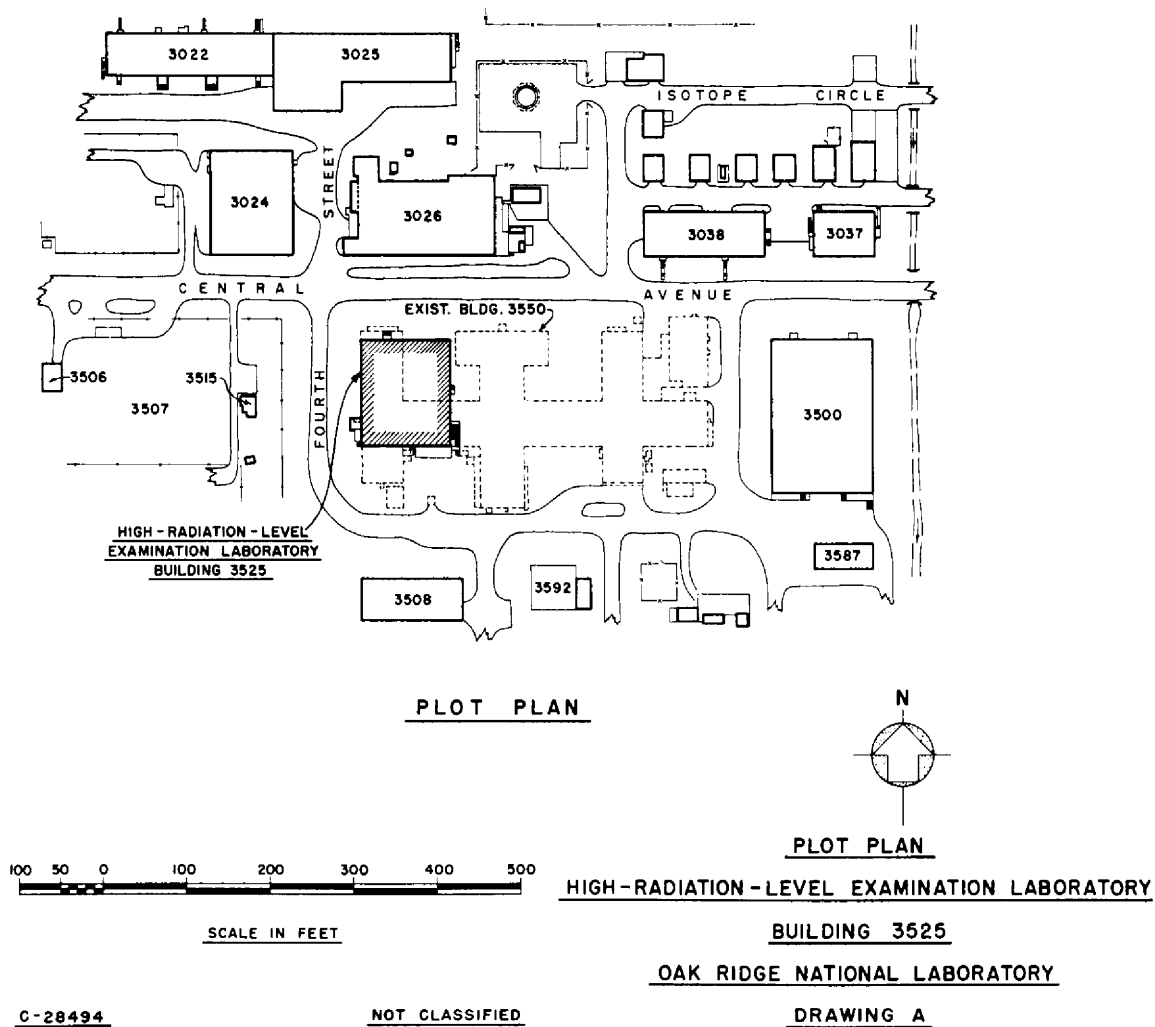 3022
3025
ISOTOPE CIRCLE
STREET
3024
3026
3038
3037
CENTRAL
AVENUE
EXIST. BLDG. 3550
3506
3515
3507
FOURTH
3500
HIGH-RADIATION-LEVEL
EXAMINATION LABORATORY
BUILDING 3525
3587
3508
3592
PLOT PLAN
N
PLOT PLAN
100 50 0 100 200 300 400 500
HIGH-RADIATION-LEVEL EXAMINATION LABORATORY
SCALE IN FEET
BUILDING 3525
OAK RIDGE NATIONAL LABORATORY
C-28494
NOT CLASSIFIED
DRAWING A